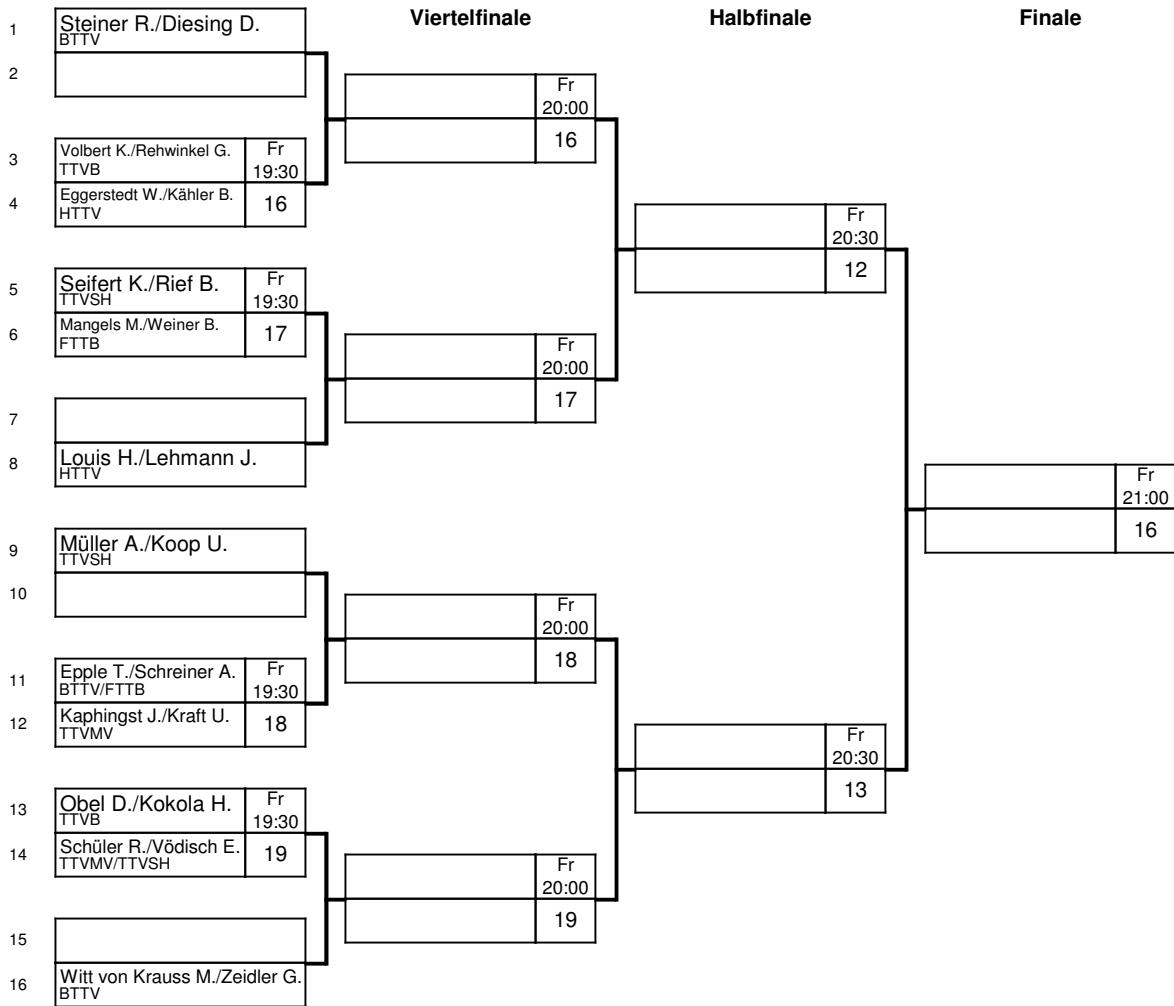 Viertelfinale Halbfinale Finale
1 Steiner R./Diesing D.
BTTV
2
Fr
20:00
16
3 Volbert K./Rehwinkel G. Fr
TTVB 19:30
4 Eggerstedt W./Kähler B. 16
HTTV
Fr
20:30
12
5 Seifert K./Rief B. Fr
TTVSH 19:30
6 Mangels M./Weiner B. 17
FTTB
Fr
20:00
17
7
8 Louis H./Lehmann J.
HTTV
Fr
21:00
16
9 Müller A./Koop U.
TTVSH
10
Fr
20:00
18
11 Epple T./Schreiner A. Fr
BTTV/FTTB 19:30
12 Kaphingst J./Kraft U. 18
TTVMV
Fr
20:30
13
13 Obel D./Kokola H. Fr
TTVB 19:30
14 Schüler R./Vödisch E. 19
TTVMV/TTVSH
Fr
20:00
19
15
16 Witt von Krauss M./Zeidler G.
BTTV